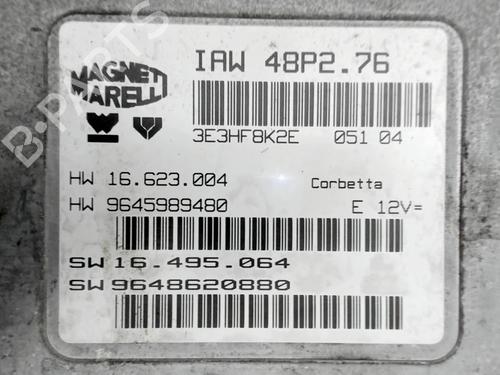 MAGNETI
MARELLI
IAW 48P2.76
3E3HF8K2E 051 04
HW 16.623.004 Corbetta
HW 9645989480 E 12V=
SW 16.495.064
SW 9648620880
B-PARTS